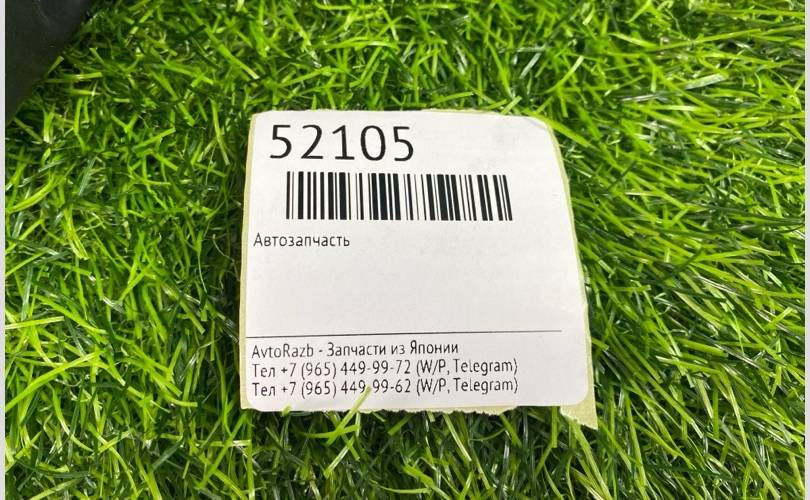 52105
Автозапчасть
AvtoRazb - Запчасти из Японии
Тел +7 (965) 449-99-72 (W/P, Telegram)
Тел +7 (965) 449-99-62 (W/P, Telegram)